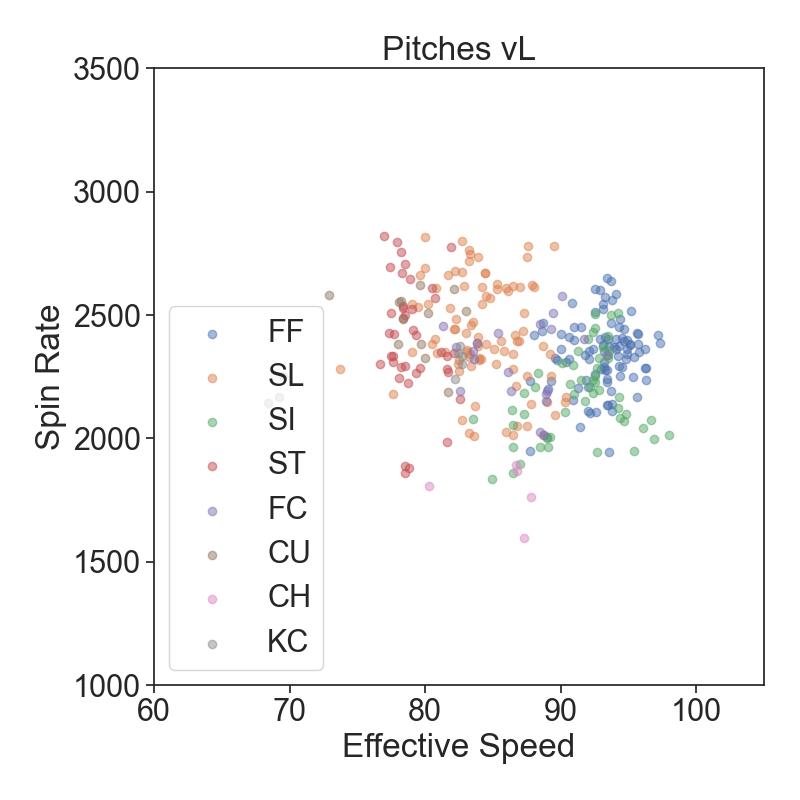 Pitches vL
3500
3000
2500
2000
1500
1000
Spin Rate
FF
SL
SI
ST
FC
CU
CH
KC
60 70 80 90 100
Effective Speed